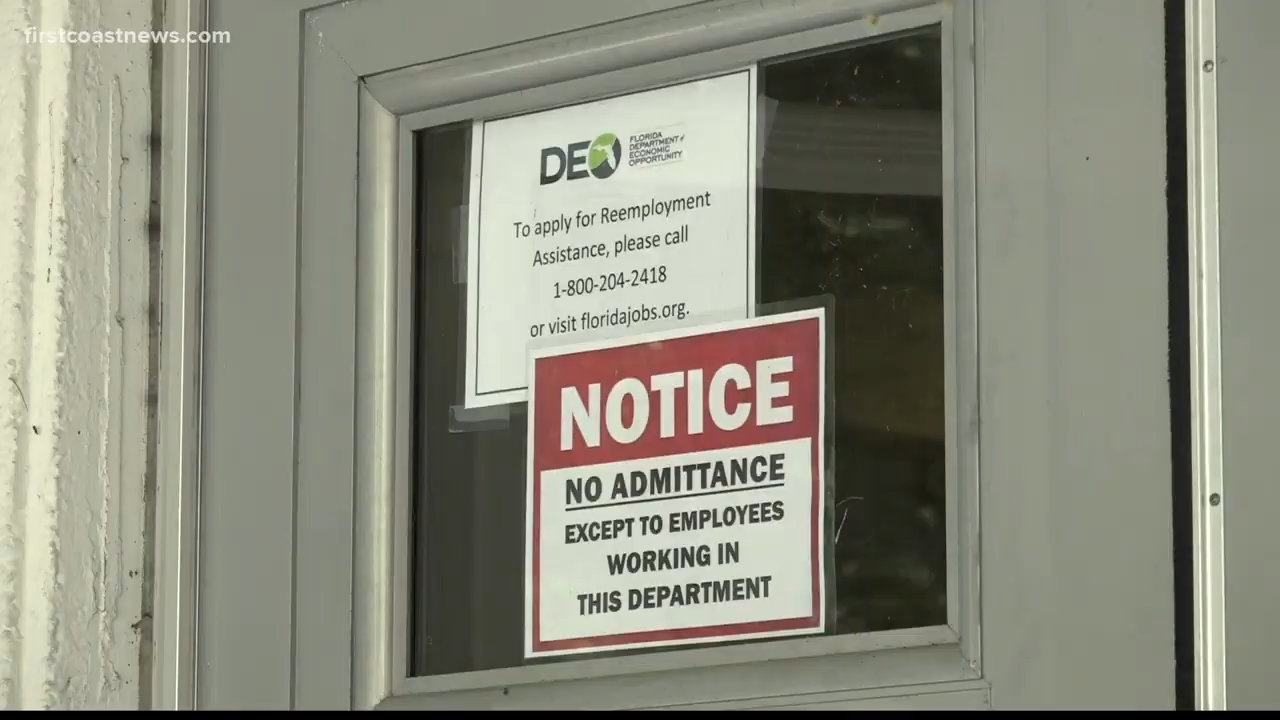 firstcoastnews.com
DEO
FLORIDA
DEPARTMENT of
ECONOMIC
OPPORTUNITY
To apply for Reemployment
Assistance, please call
1-800-204-2418
or visit floridajobs.org.
NOTICE
NO ADMITTANCE
EXCEPT TO EMPLOYEES
WORKING IN
THIS DEPARTMENT